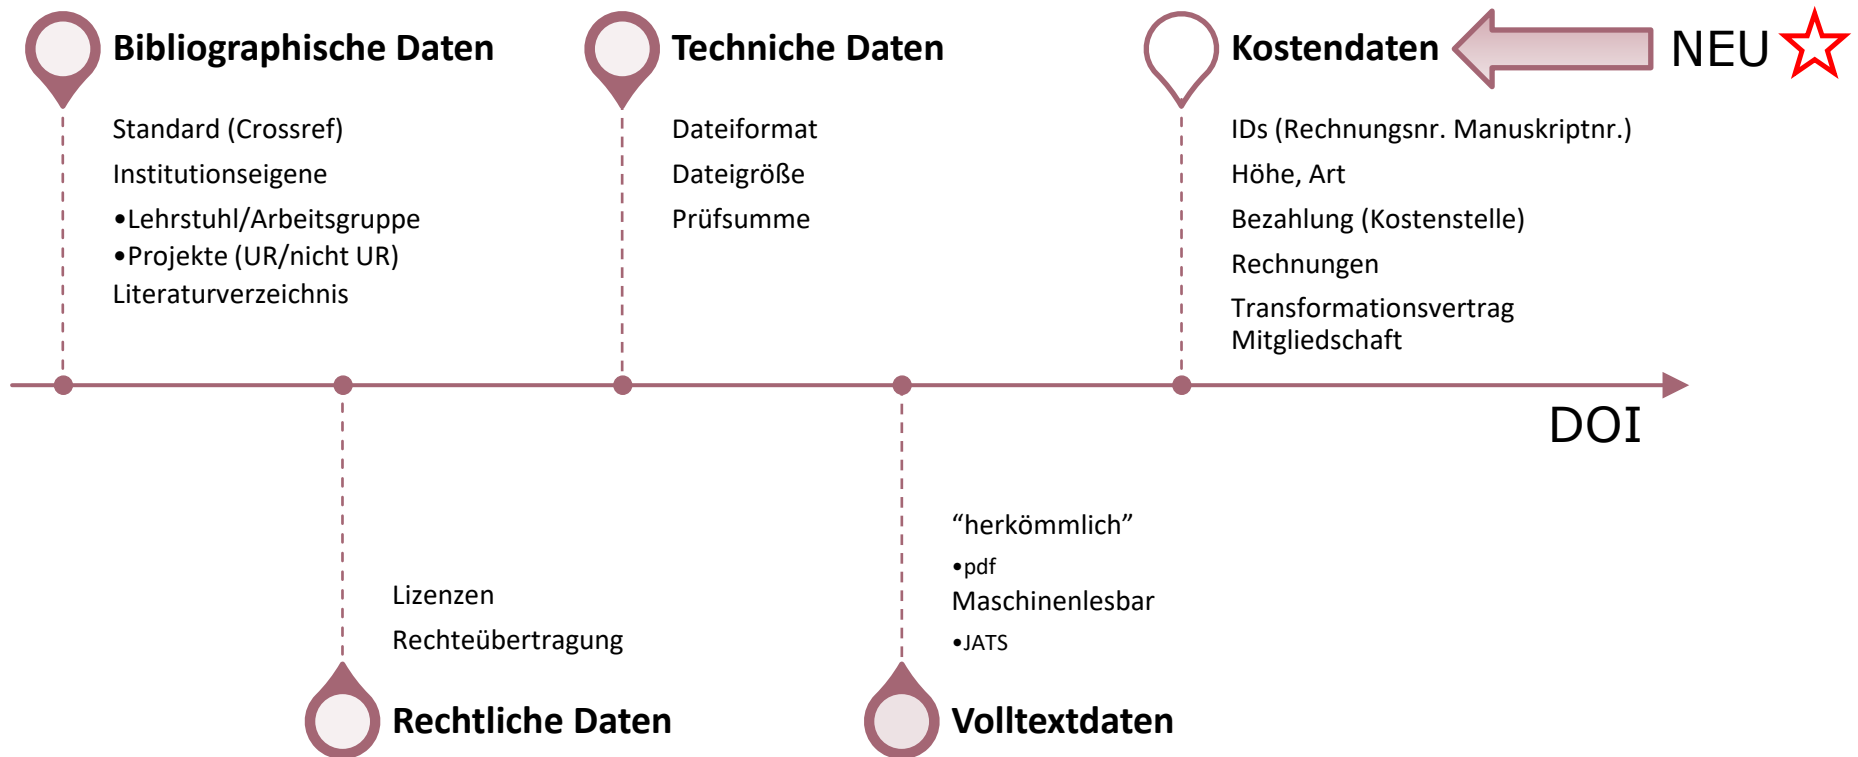 Bibliographische Daten
Standard (Crossref)
Institutionseigene
•Lehrstuhl/Arbeitsgruppe
•Projekte (UR/nicht UR)
Literaturverzeichnis
Techniche Daten
Dateiformat
Dateigröße
Prüfsumme
Kostendaten
NEU
IDs (Rechnungsnr. Manuskriptnr.)
Höhe, Art
Bezahlung (Kostenstelle)
Rechnungen
Transformationsvertrag
Mitgliedschaft
DOI
Lizenzen
Rechteübertragung
Rechtliche Daten
“herkömmlich”
•pdf
Maschinenlesbar
•JATS
Volltextdaten